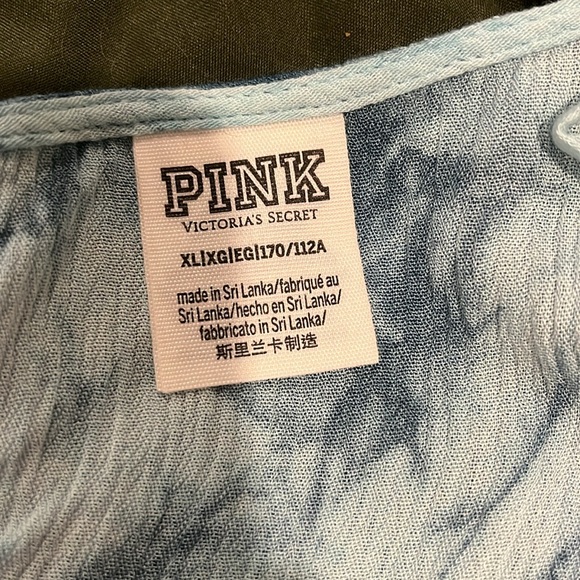 PINK
VICTORIA'S SECRET
XL|XG|EG|170/112A
made in Sri Lanka/fabriqué au
Sri Lanka/hecho en Sri Lanka/
fabbricato in Sri Lanka/
斯里兰卡制造